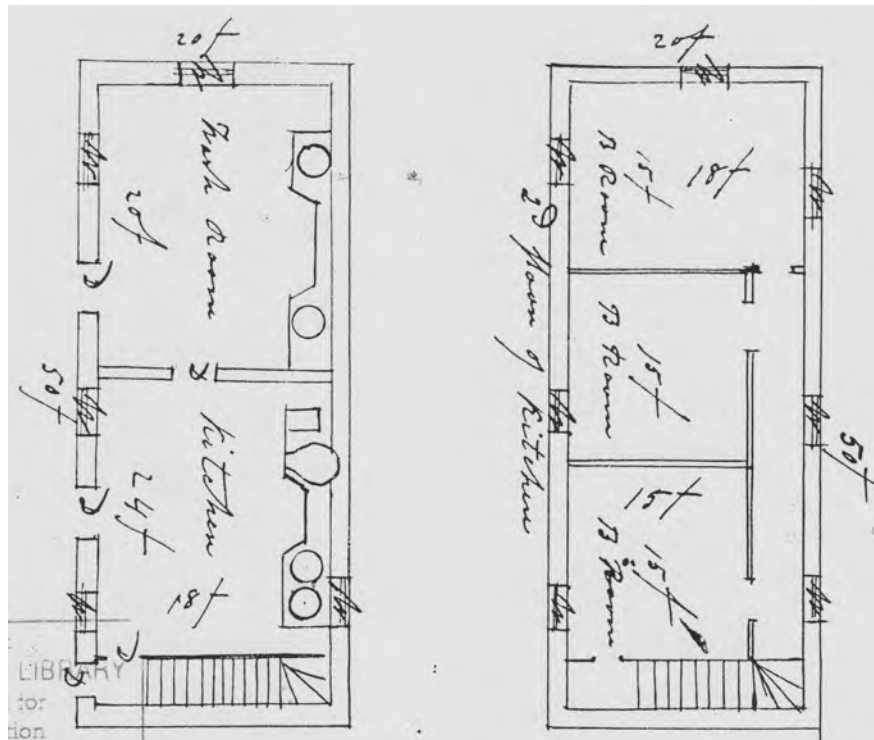 20f
W
W
Wash Room
20f
D
D
50f
W
Kitchen
24f
D
18f
W
W
D
D
LIBRARY
for
tion
20f
W
W
B Room
15f
18f
W
2D Floor of Kitchen
B Room
15f
W
W
50f
15f
B Room
15f
W
W